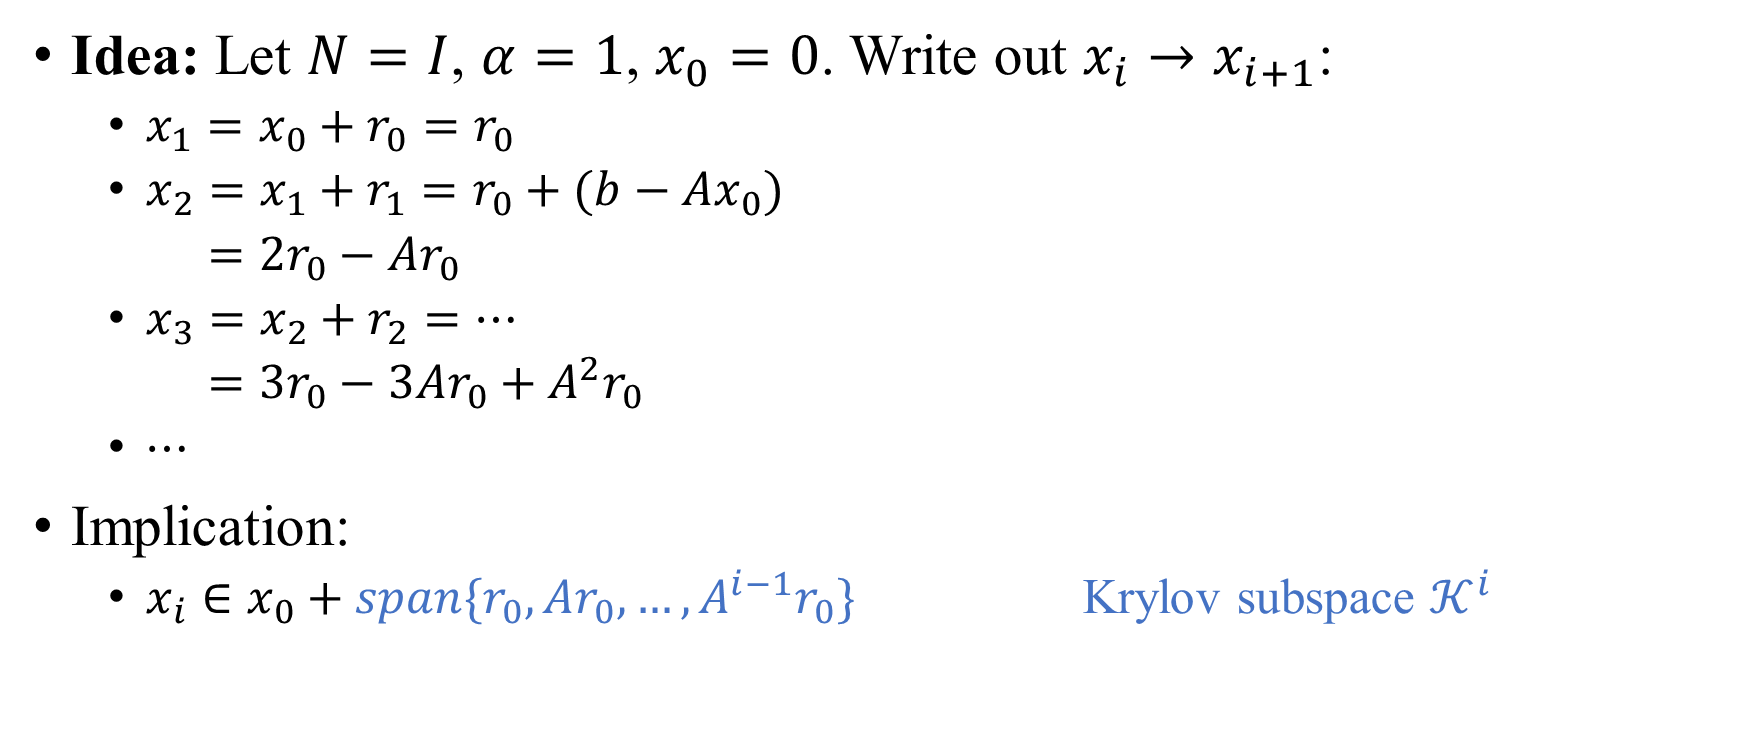 • Idea: Let N = I, α = 1, x₀ = 0. Write out xᵢ → xᵢ₊₁:
• x₁ = x₀ + r₀ = r₀
• x₂ = x₁ + r₁ = r₀ + (b − Ax₀)
= 2r₀ − Ar₀
• x₃ = x₂ + r₂ = ⋯
= 3r₀ − 3Ar₀ + A²r₀
• ⋯
• Implication:
• xᵢ ∈ x₀ + span{r₀, Ar₀, … , Aⁱ⁻¹r₀} Krylov subspace 𝒦ⁱ